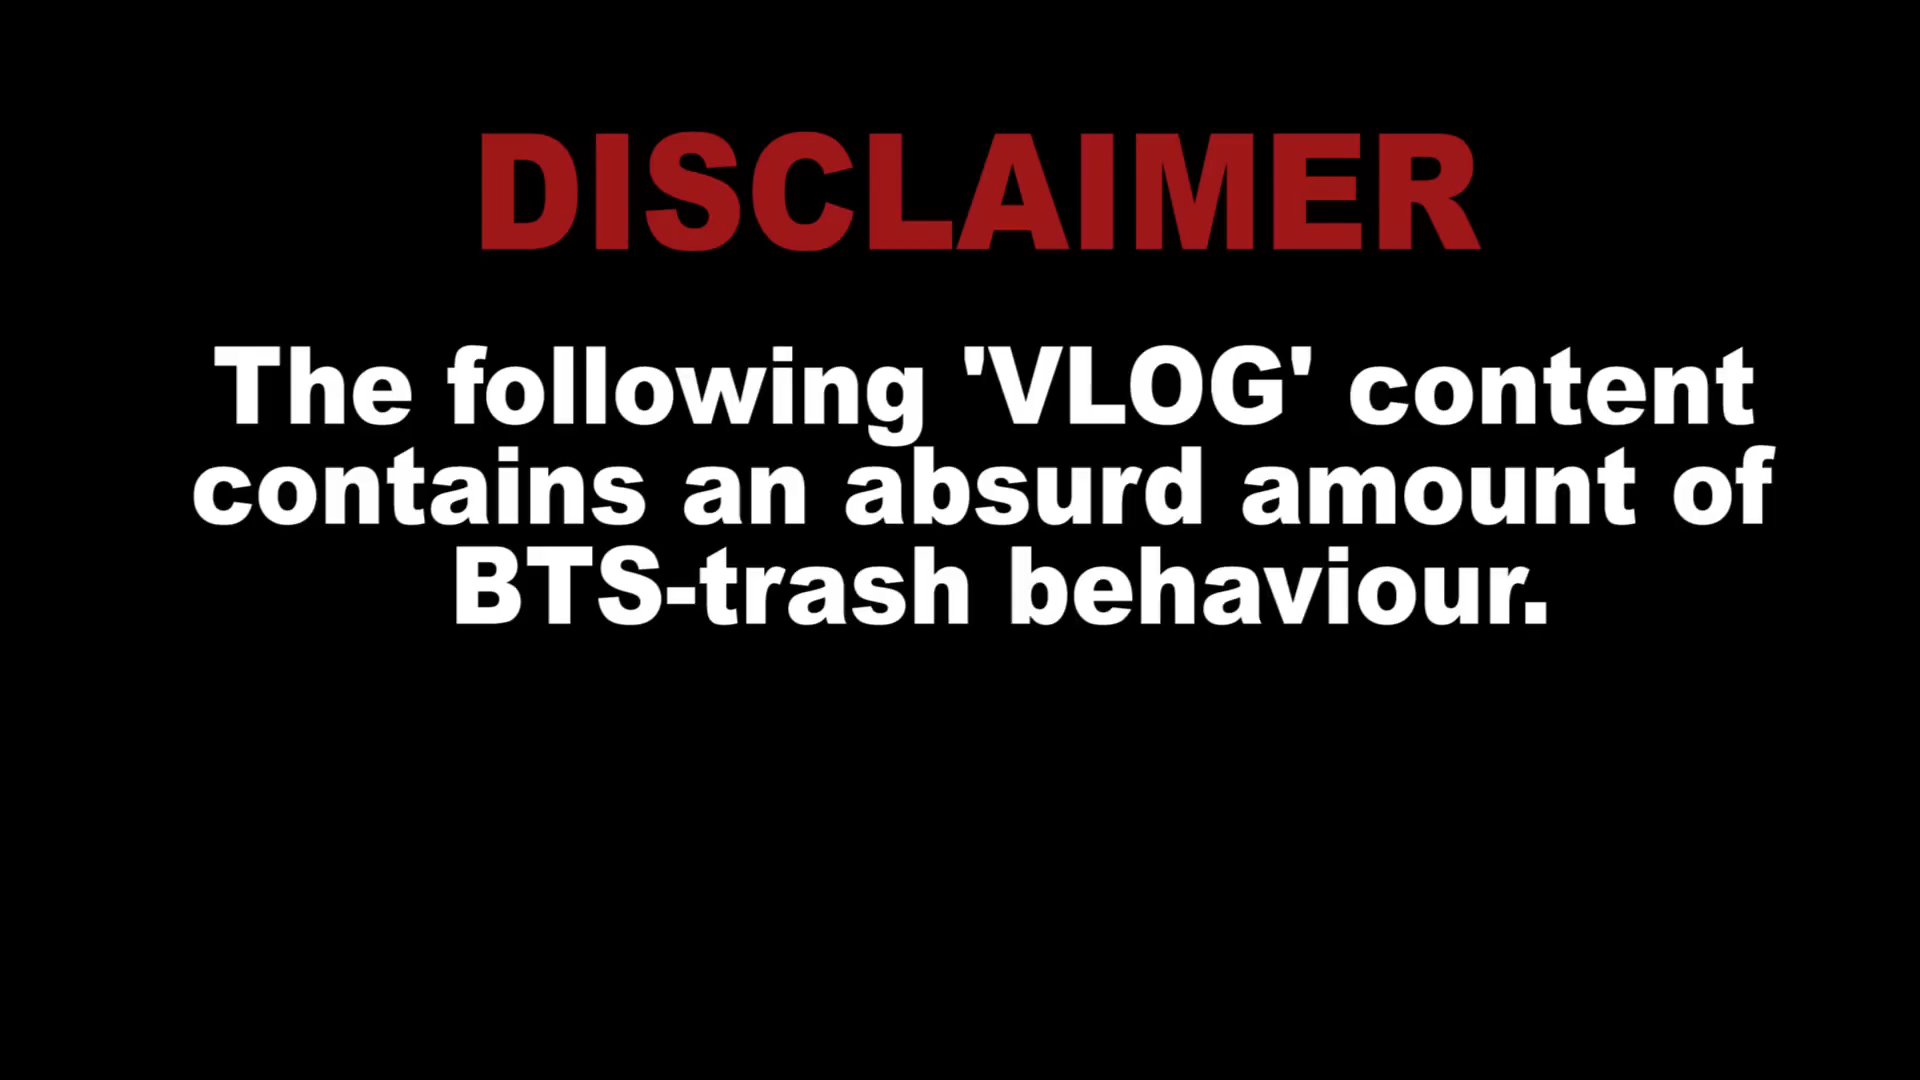 DISCLAIMER
The following 'VLOG' content
contains an absurd amount of
BTS-trash behaviour.